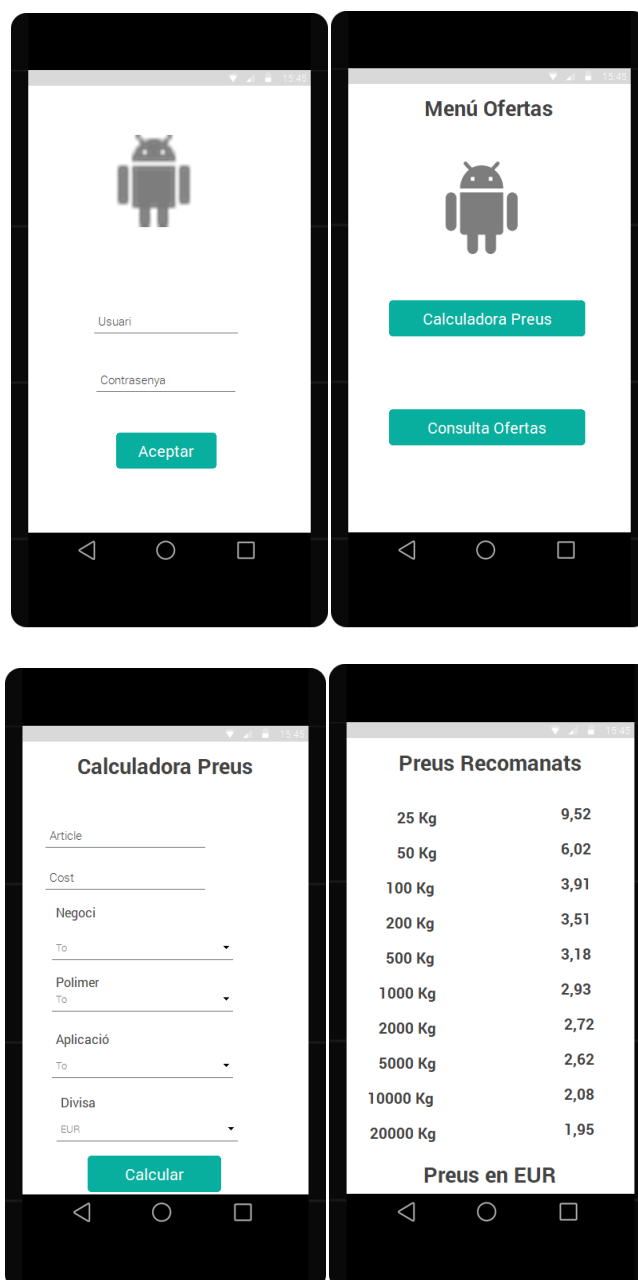 15:45
Usuari
Contrasenya
Aceptar
15:45
Menú Ofertas
Calculadora Preus
Consulta Ofertas
15:45
Calculadora Preus
Article
Cost
Negoci
To
Polimer
To
Aplicació
To
Divisa
EUR
Calcular
15:45
Preus Recomanats
25 Kg 9,52
50 Kg 6,02
100 Kg 3,91
200 Kg 3,51
500 Kg 3,18
1000 Kg 2,93
2000 Kg 2,72
5000 Kg 2,62
10000 Kg 2,08
20000 Kg 1,95
Preus en EUR